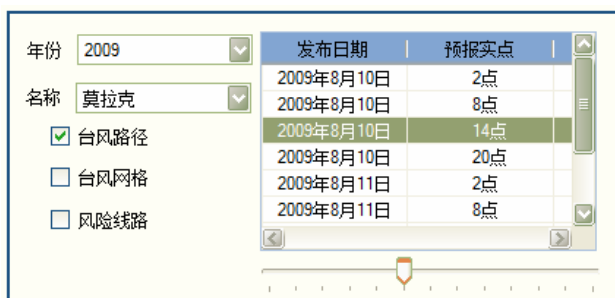 年份 2009
名称 莫拉克
台风路径
台风网格
风险线路
发布日期 预报实点
2009年8月10日 2点
2009年8月10日 8点
2009年8月10日 14点
2009年8月10日 20点
2009年8月11日 2点
2009年8月11日 8点